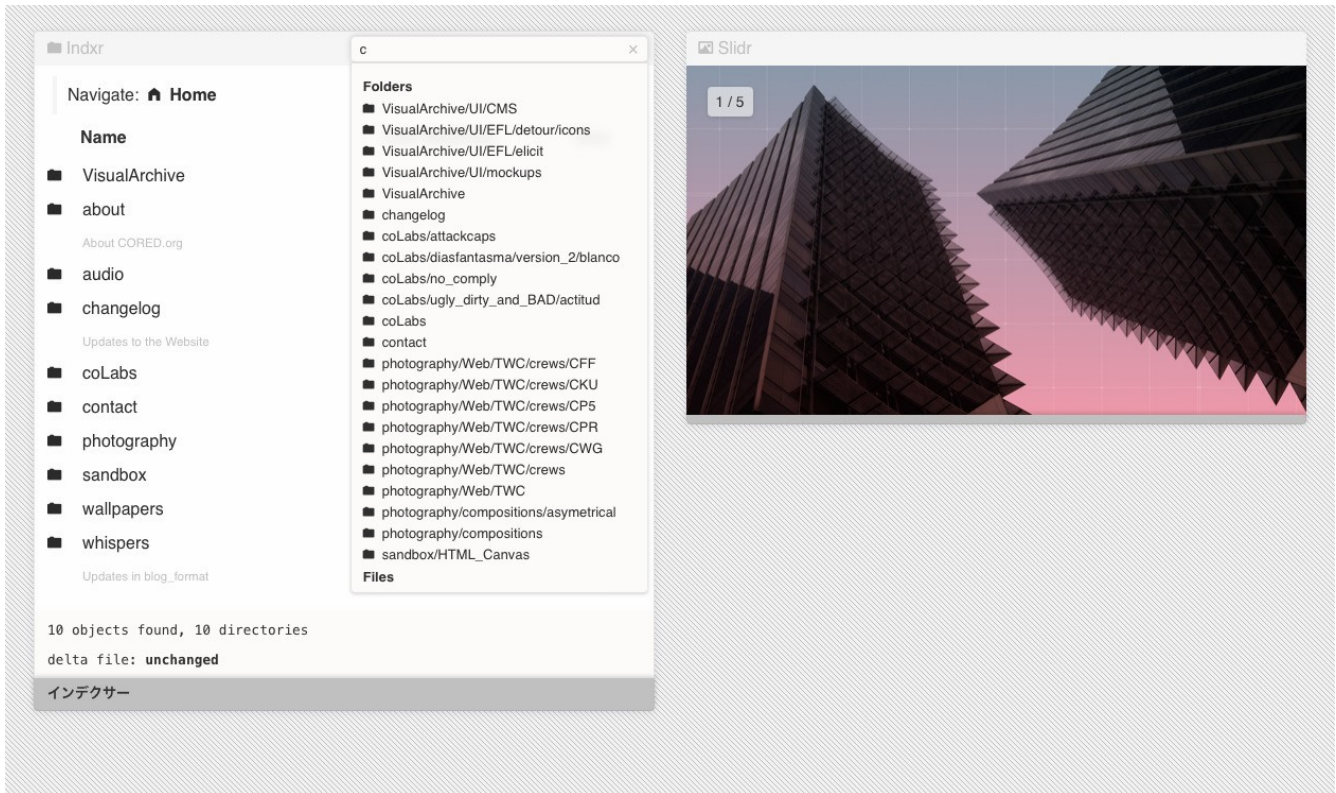 Indxr
Navigate: Home
Name
VisualArchive
about
About CORED.org
audio
changelog
Updates to the Website
coLabs
contact
photography
sandbox
wallpapers
whispers
Updates in blog_format
10 objects found, 10 directories
delta file: unchanged
インデクサー
c ×
Folders
VisualArchive/UI/CMS
VisualArchive/UI/EFL/detour/icons
VisualArchive/UI/EFL/elicit
VisualArchive/UI/mockups
VisualArchive
changelog
coLabs/attackcaps
coLabs/diasfantasma/version_2/blanco
coLabs/no_comply
coLabs/ugly_dirty_and_BAD/actitud
coLabs
contact
photography/Web/TWC/crews/CFF
photography/Web/TWC/crews/CKU
photography/Web/TWC/crews/CP5
photography/Web/TWC/crews/CPR
photography/Web/TWC/crews/CWG
photography/Web/TWC/crews
photography/Web/TWC
photography/compositions/asymetrical
photography/compositions
sandbox/HTML_Canvas
Files
Slidr
1 / 5